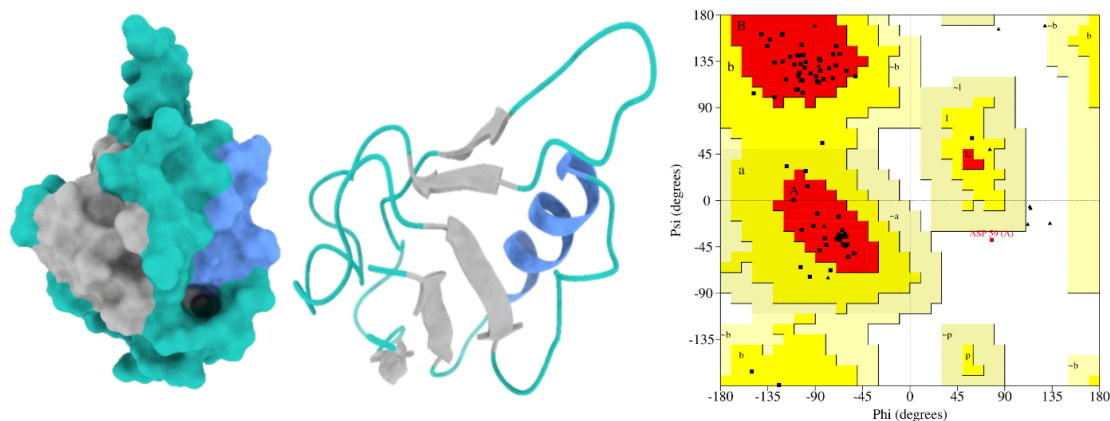 180
B
~b
b
135
b
~b
90
~l
l
45
L
a
A
0
~a
ASP 59 (A)
-45
-90
-135
~b
~p
~b
b
p
~b
-180 -135 -90 -45 0 45 90 135 180
Psi (degrees)
Phi (degrees)